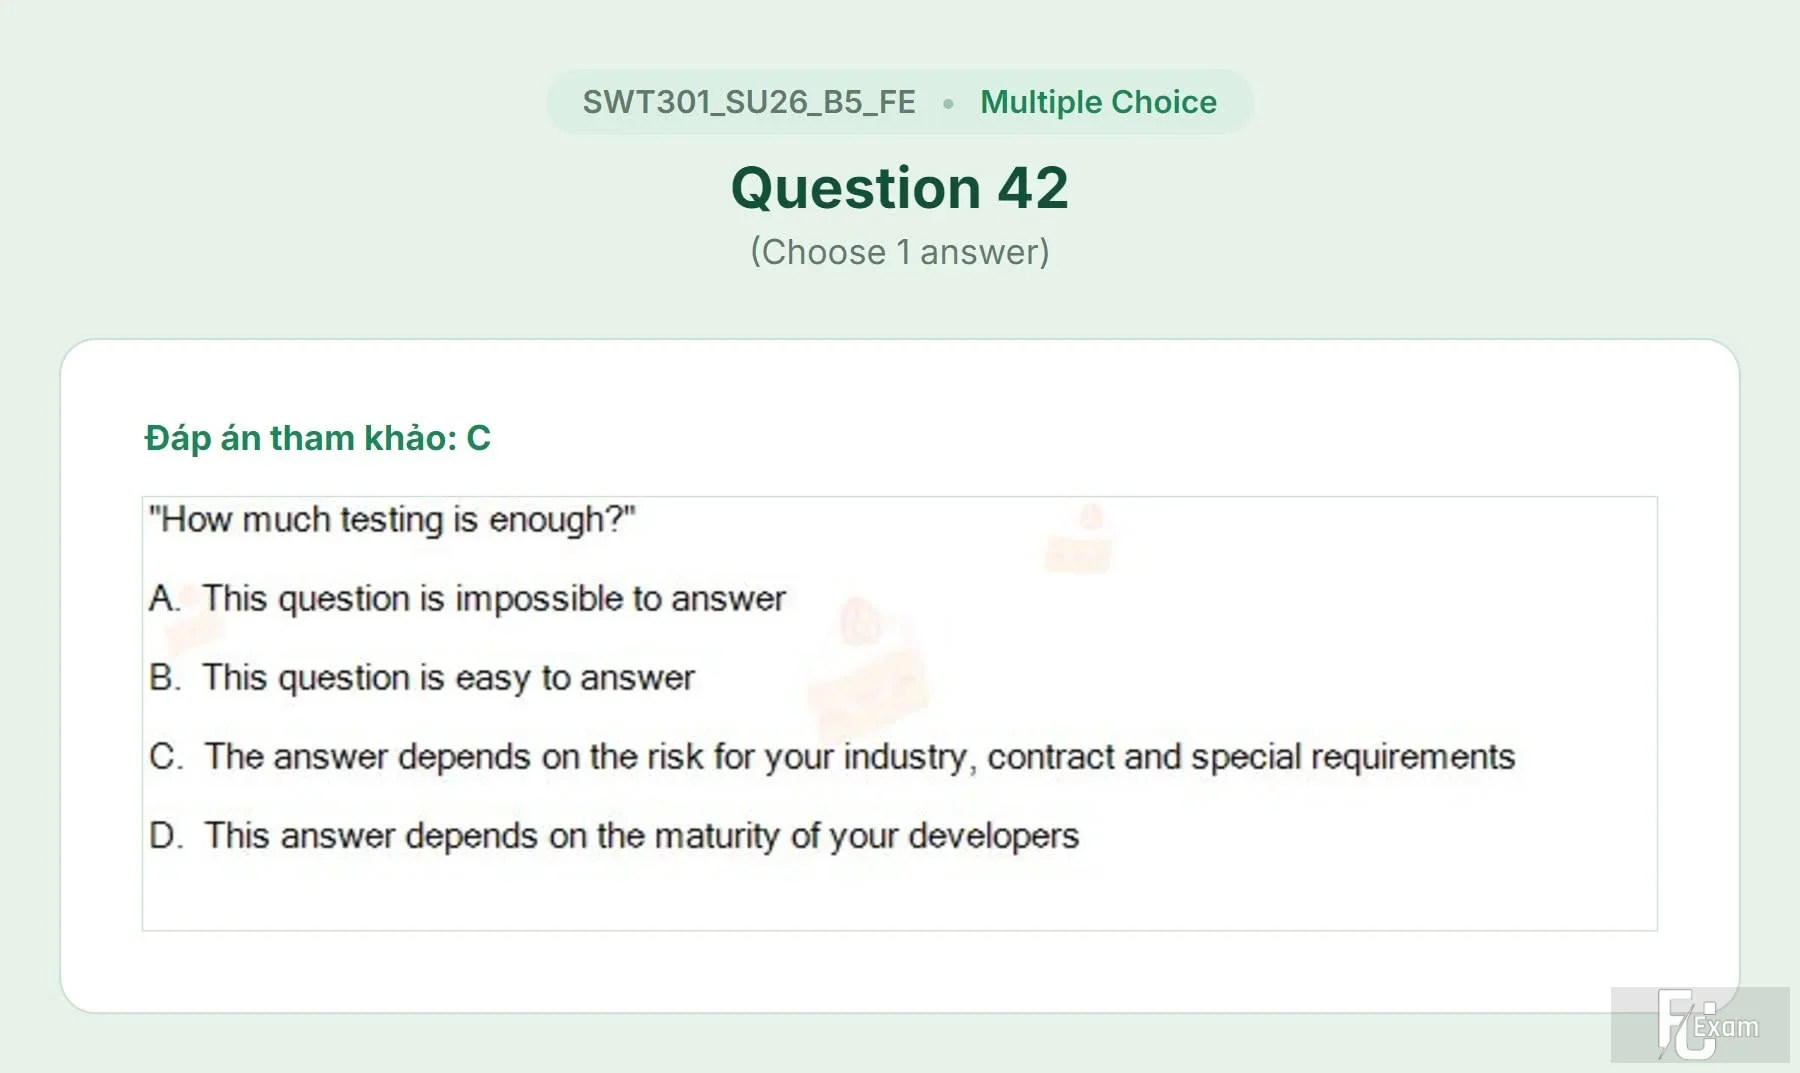 SWT301_SU26_B5_FE • Multiple Choice
Question 42
(Choose 1 answer)
Đáp án tham khảo: C
"How much testing is enough?"
A. This question is impossible to answer
B. This question is easy to answer
C. The answer depends on the risk for your industry, contract and special requirements
D. This answer depends on the maturity of your developers
FU Exam